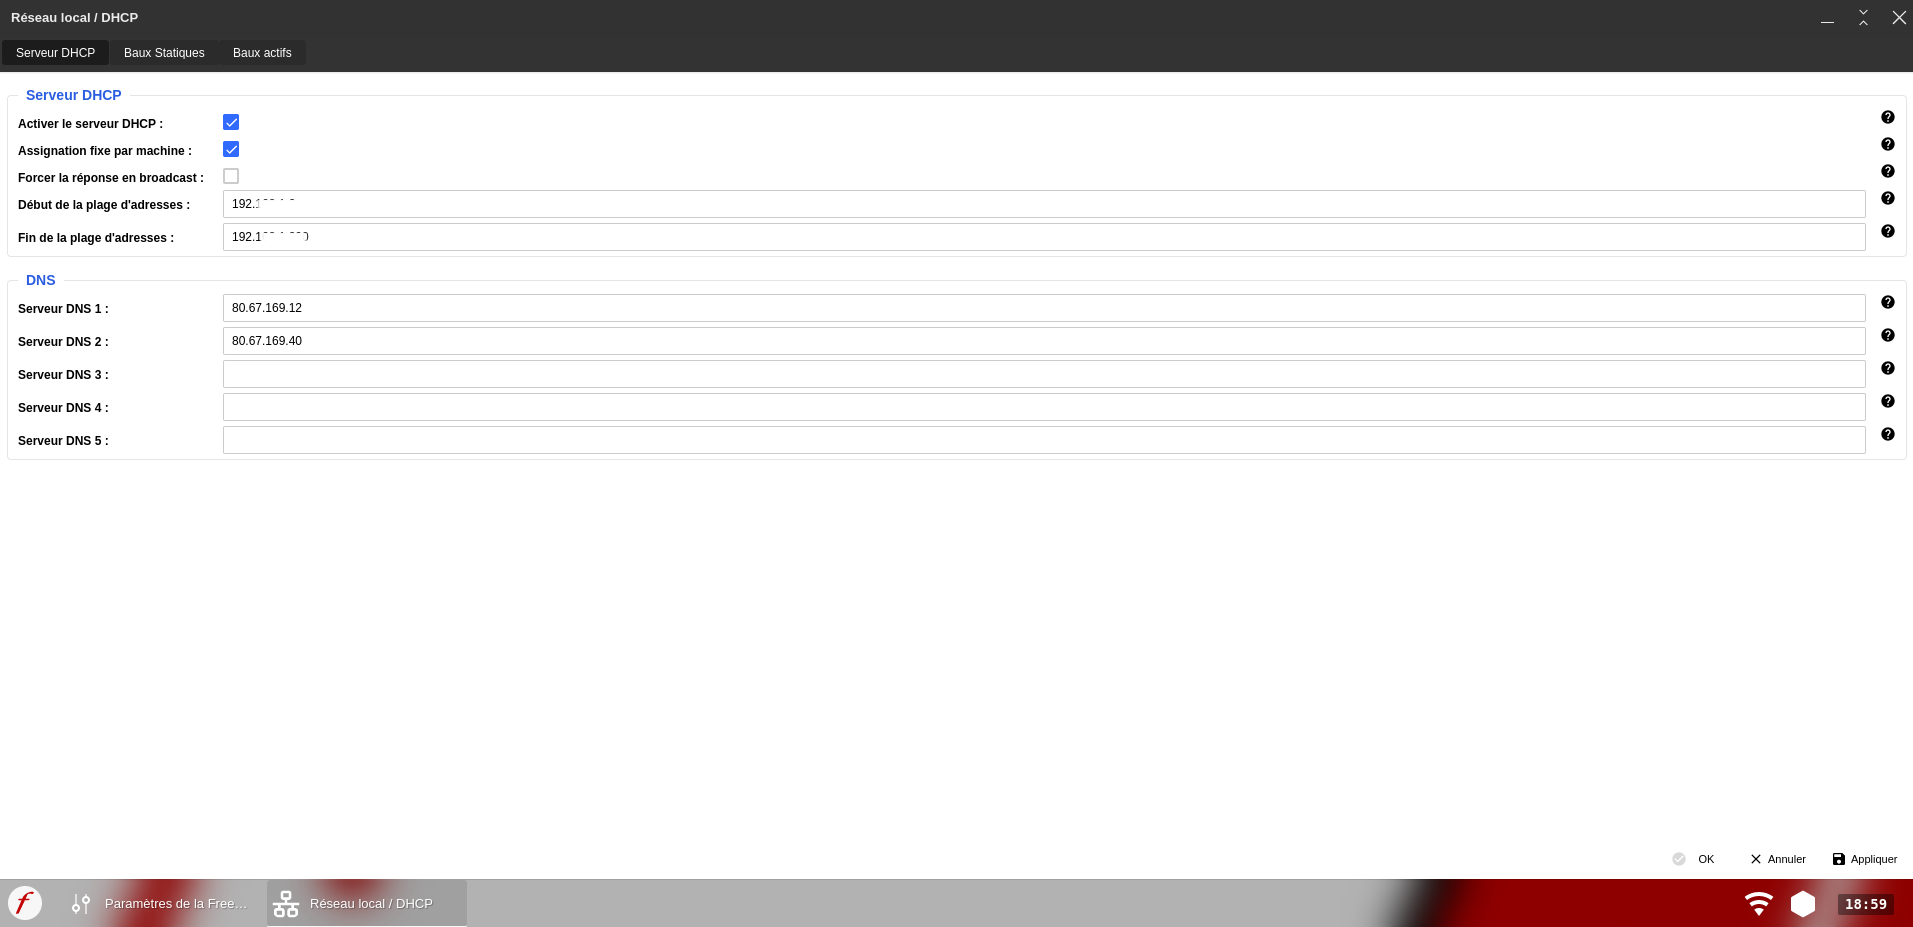 Réseau local / DHCP
Serveur DHCP Baux Statiques Baux actifs
Serveur DHCP
Activer le serveur DHCP :
Assignation fixe par machine :
Forcer la réponse en broadcast :
Début de la plage d'adresses : 192.
Fin de la plage d'adresses : 192.1
DNS
Serveur DNS 1 : 80.67.169.12
Serveur DNS 2 : 80.67.169.40
Serveur DNS 3 :
Serveur DNS 4 :
Serveur DNS 5 :
OK Annuler Appliquer
Paramètres de la Free... Réseau local / DHCP 18:59